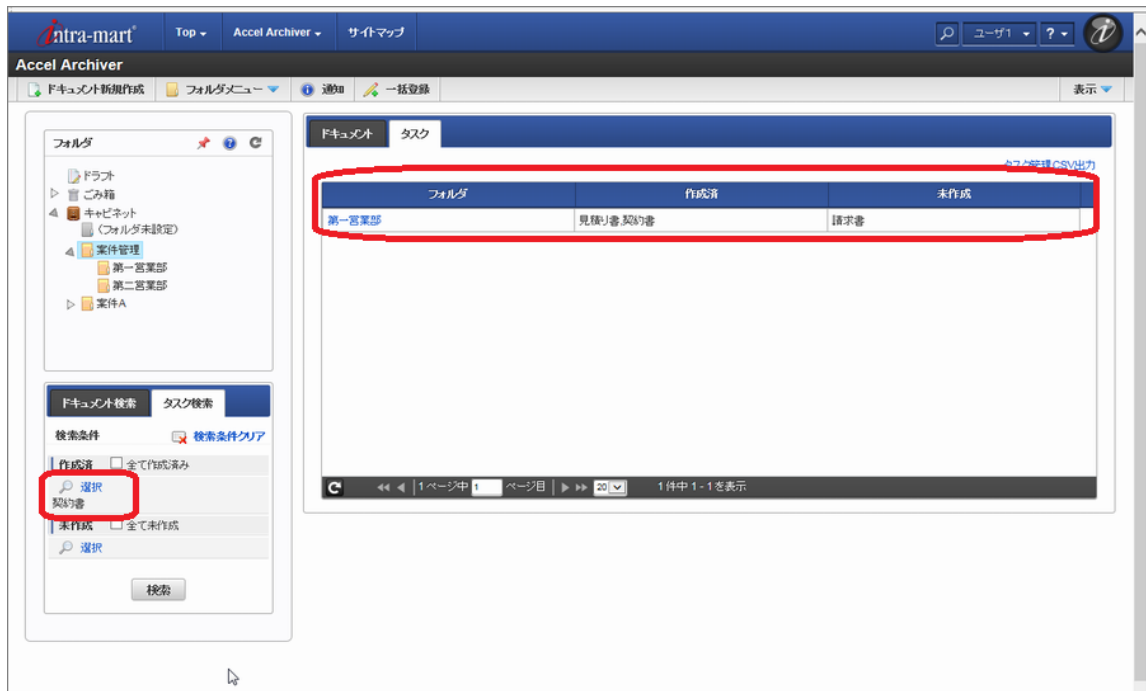 intra-mart Top Accel Archiver サイトマップ ユーザ1 ?
Accel Archiver
ドキュメント新規作成 フォルダメニュー 通知 一括登録 表示
フォルダ
ドラフト
ごみ箱
キャビネット
(フォルダ未設定)
案件管理
第一営業部
第二営業部
案件A
ドキュメント検索 タスク検索
検索条件 検索条件クリア
作成済 全て作成済み
選択
契約書
未作成 全て未作成
選択
検索
ドキュメント タスク
タスク管理CSV出力
フォルダ 作成済 未作成
第一営業部 見積り書,契約書 請求書
1ページ中 1 ページ目 20 1件中 1 - 1を表示